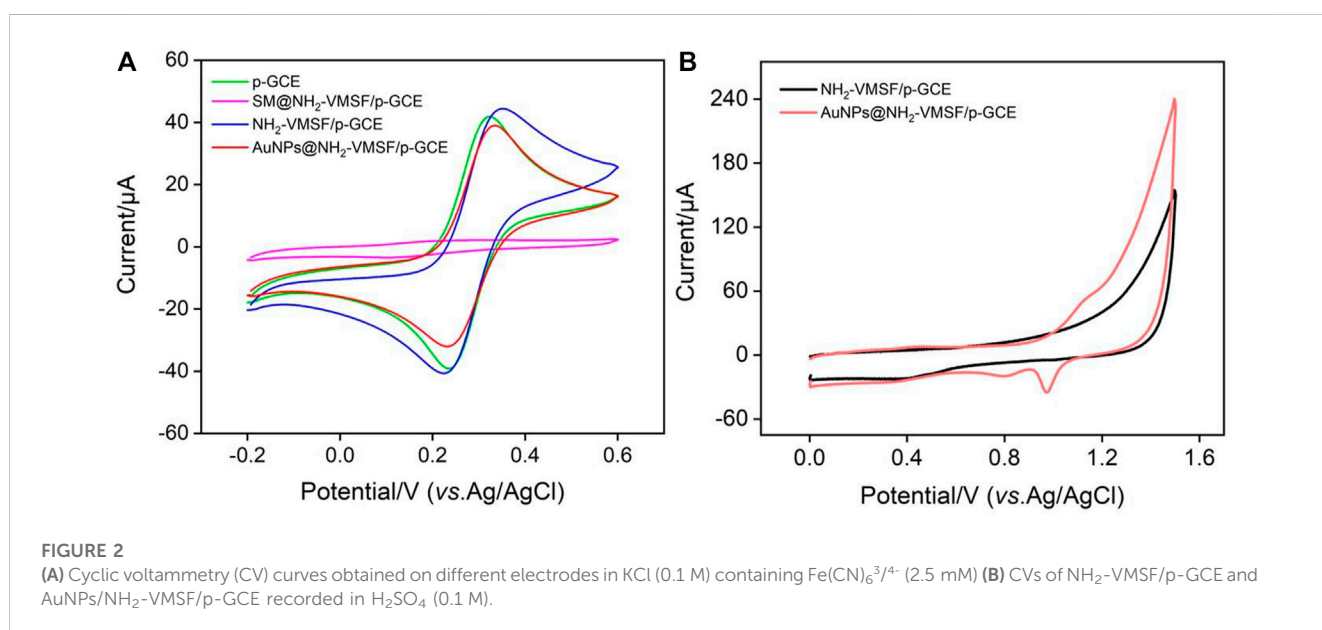 A
60
40
20
0
-20
-40
-60
Current/µA
p-GCE
SM@NH₂-VMSF/p-GCE
NH₂-VMSF/p-GCE
AuNPs@NH₂-VMSF/p-GCE
-0.2 0.0 0.2 0.4 0.6
Potential/V (vs.Ag/AgCl)
B
240
180
120
60
0
-60
Current/µA
NH₂-VMSF/p-GCE
AuNPs@NH₂-VMSF/p-GCE
0.0 0.4 0.8 1.2 1.6
Potential/V (vs.Ag/AgCl)
FIGURE 2
(A) Cyclic voltammetry (CV) curves obtained on different electrodes in KCl (0.1 M) containing Fe(CN)₆³/⁴⁻ (2.5 mM) (B) CVs of NH₂-VMSF/p-GCE and
AuNPs/NH₂-VMSF/p-GCE recorded in H₂SO₄ (0.1 M).